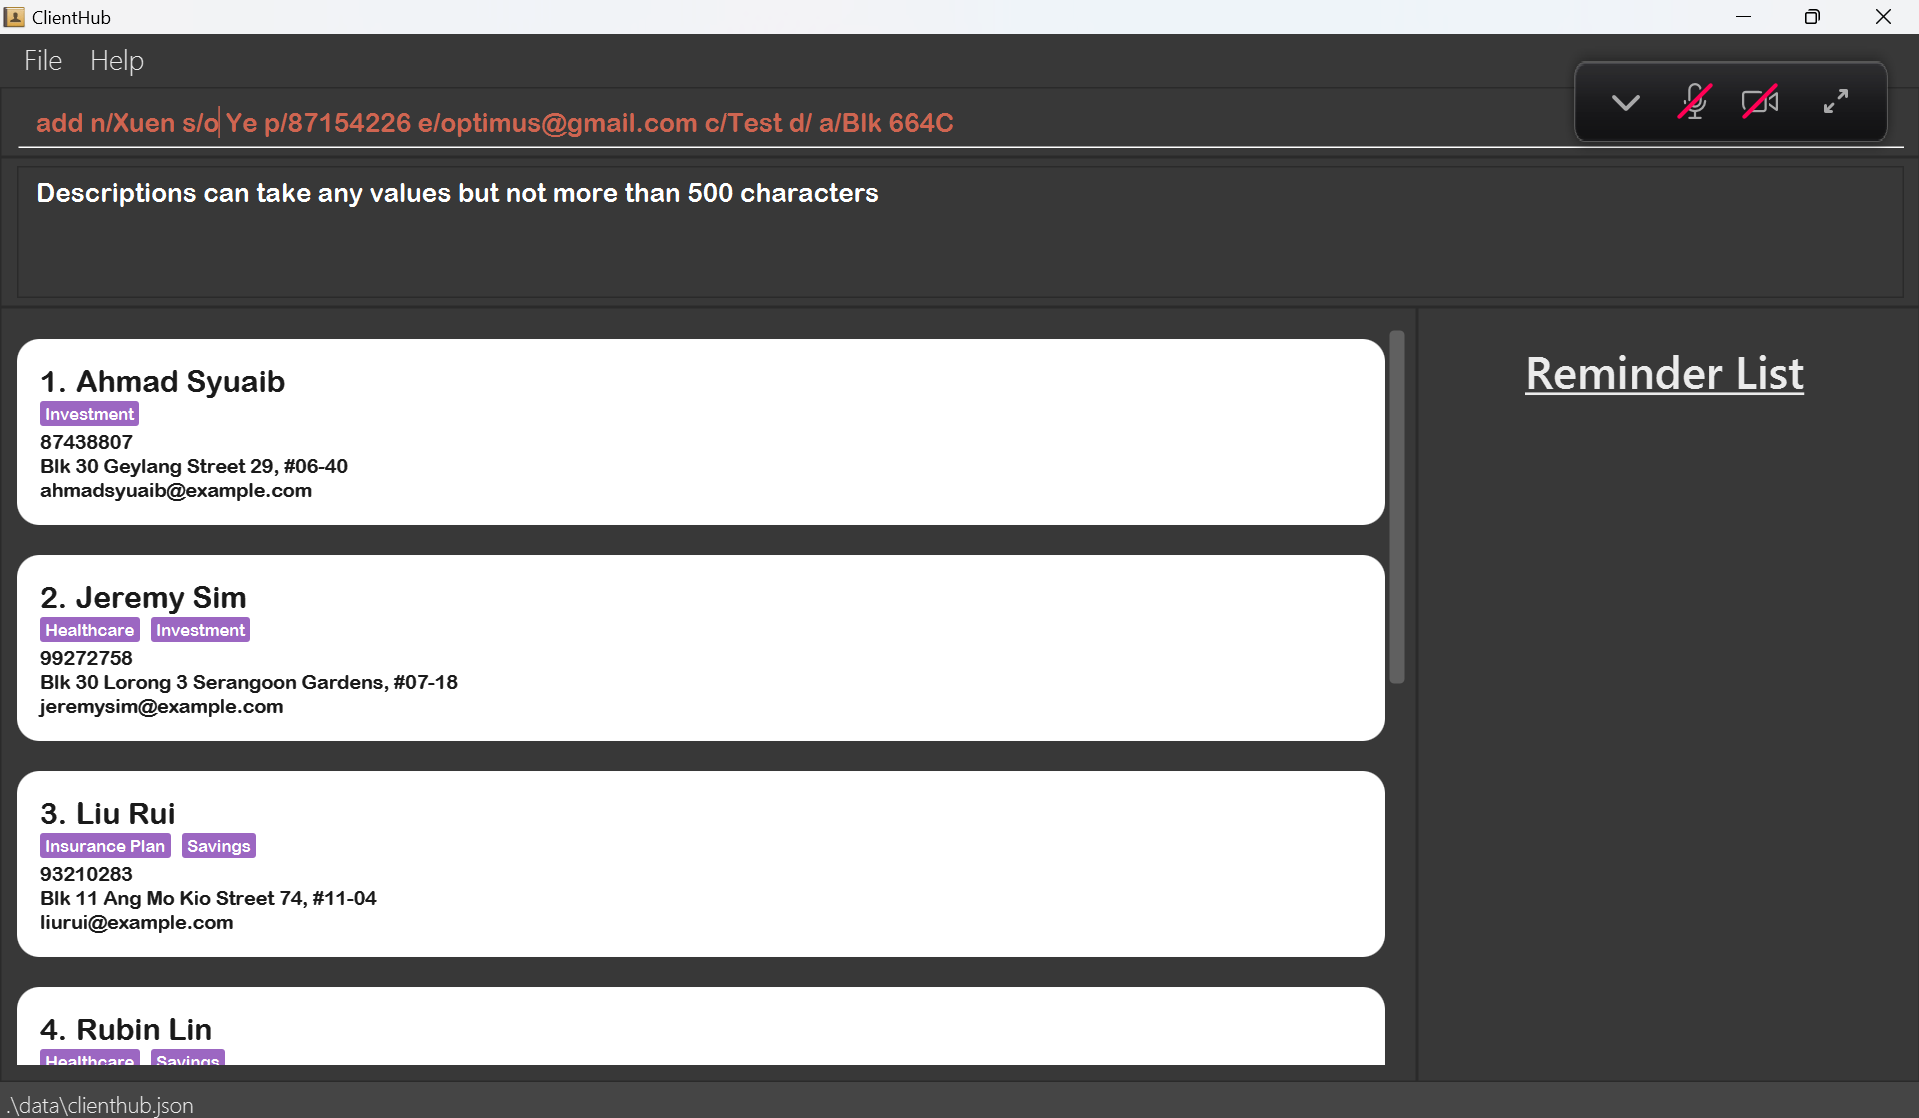 ClientHub
File Help
add n/Xuen s/o Ye p/87154226 e/optimus@gmail.com c/Test d/ a/Blk 664C
Descriptions can take any values but not more than 500 characters
1. Ahmad Syuaib
Investment
87438807
Blk 30 Geylang Street 29, #06-40
ahmadsyuaib@example.com
2. Jeremy Sim
Healthcare Investment
99272758
Blk 30 Lorong 3 Serangoon Gardens, #07-18
jeremysim@example.com
3. Liu Rui
Insurance Plan Savings
93210283
Blk 11 Ang Mo Kio Street 74, #11-04
liurui@example.com
4. Rubin Lin
Healthcare Savings
Reminder List
.\data\clienthub.json